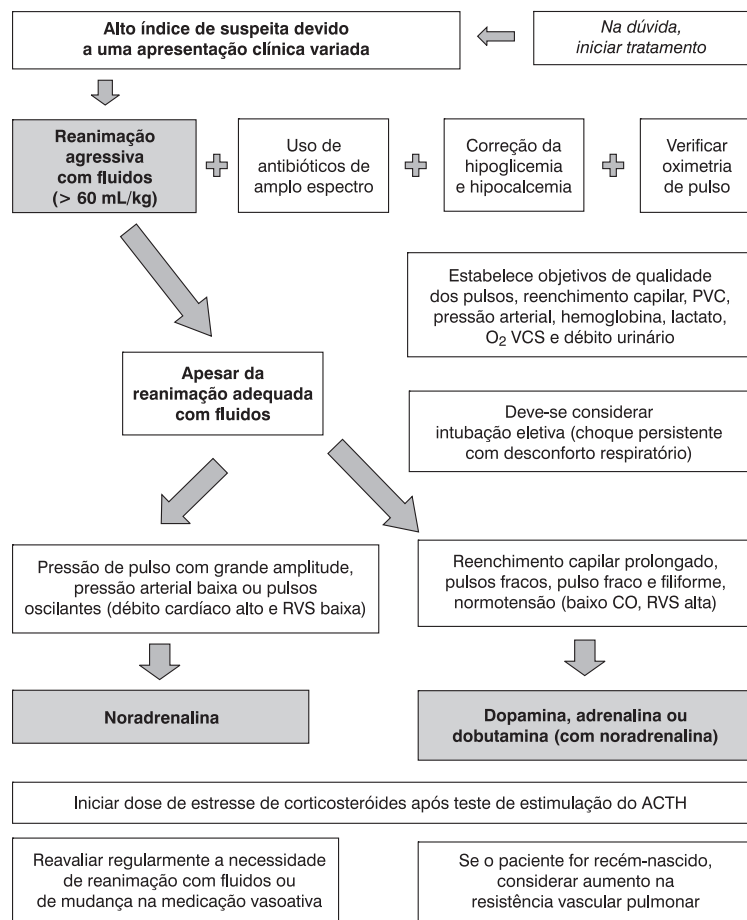 Alto índice de suspeita devido
a uma apresentação clínica variada
Na dúvida,
iniciar tratamento
Reanimação
agressiva
com fluidos
(> 60 mL/kg)
Uso de
antibióticos de
amplo espectro
Correção da
hipoglicemia
e hipocalcemia
Verificar
oximetria
de pulso
Estabelece objetivos de qualidade
dos pulsos, reenchimento capilar, PVC,
pressão arterial, hemoglobina, lactato,
O₂ VCS e débito urinário
Apesar da
reanimação adequada
com fluidos
Deve-se considerar
intubação eletiva (choque persistente
com desconforto respiratório)
Pressão de pulso com grande amplitude,
pressão arterial baixa ou pulsos
oscilantes (débito cardíaco alto e RVS baixa)
Reenchimento capilar prolongado,
pulsos fracos, pulso fraco e filiforme,
normotensão (baixo CO, RVS alta)
Noradrenalina
Dopamina, adrenalina ou
dobutamina (com noradrenalina)
Iniciar dose de estresse de corticosteróides após teste de estimulação do ACTH
Reavaliar regularmente a necessidade
de reanimação com fluidos ou
de mudança na medicação vasoativa
Se o paciente for recém-nascido,
considerar aumento na
resistência vascular pulmonar